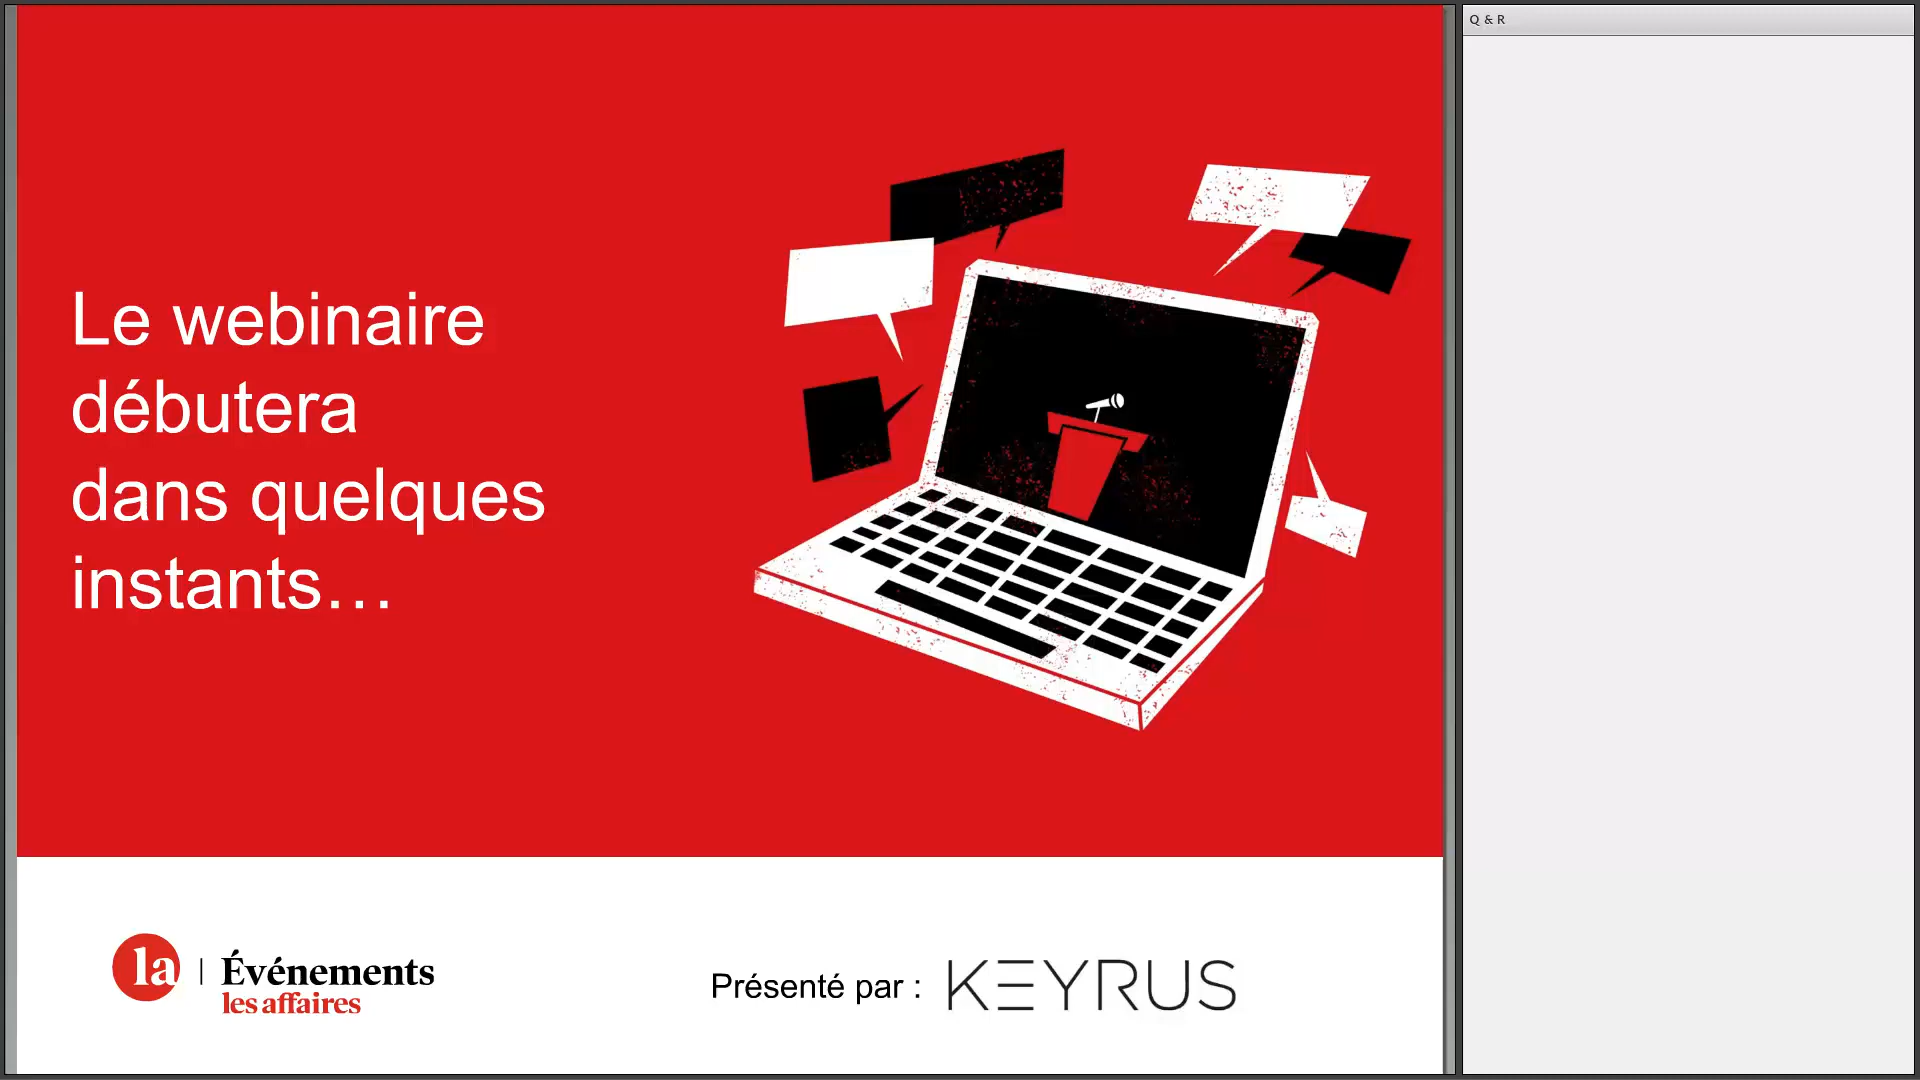 Q & R
Le webinaire
débutera
dans quelques
instants…
la | Événements
les affaires
Présenté par : KEYRUS